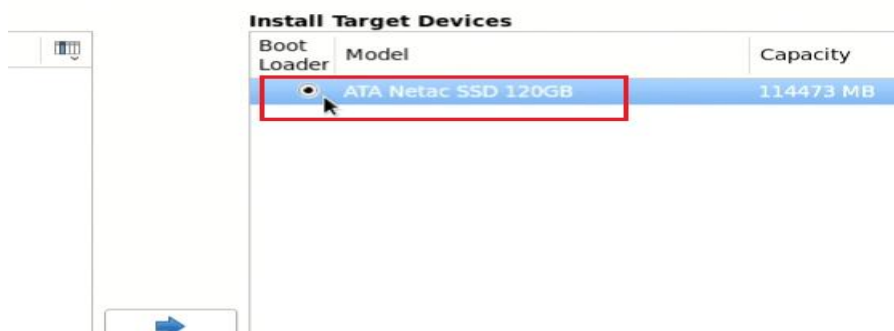 Install Target Devices
Boot
Loader
Model
Capacity
ATA Netac SSD 120GB
114473 MB